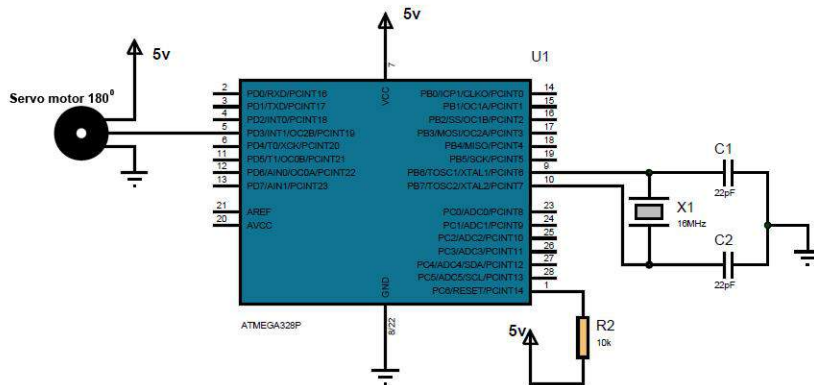 5v
5v
U1
7
VCC
Servo motor 180⁰
2 PD0/RXD/PCINT16
3 PD1/TXD/PCINT17
4 PD2/INT0/PCINT18
5 PD3/INT1/OC2B/PCINT19
6 PD4/T0/XCK/PCINT20
11 PD5/T1/OC0B/PCINT21
12 PD6/AIN0/OC0A/PCINT22
13 PD7/AIN1/PCINT23
21 AREF
20 AVCC
PB0/ICP1/CLKO/PCINT0 14
PB1/OC1A/PCINT1 15
PB2/SS/OC1B/PCINT2 16
PB3/MOSI/OC2A/PCINT3 17
PB4/MISO/PCINT4 18
PB5/SCK/PCINT5 19
PB6/TOSC1/XTAL1/PCINT6 9
PB7/TOSC2/XTAL2/PCINT7 10
PC0/ADC0/PCINT8 23
PC1/ADC1/PCINT9 24
PC2/ADC2/PCINT10 25
PC3/ADC3/PCINT11 26
PC4/ADC4/SDA/PCINT12 27
PC5/ADC5/SCL/PCINT13 28
PC6/RESET/PCINT14 1
C1
22pF
X1
16MHz
C2
22pF
GND
8/22
ATMEGA328P
5v
R2
10k